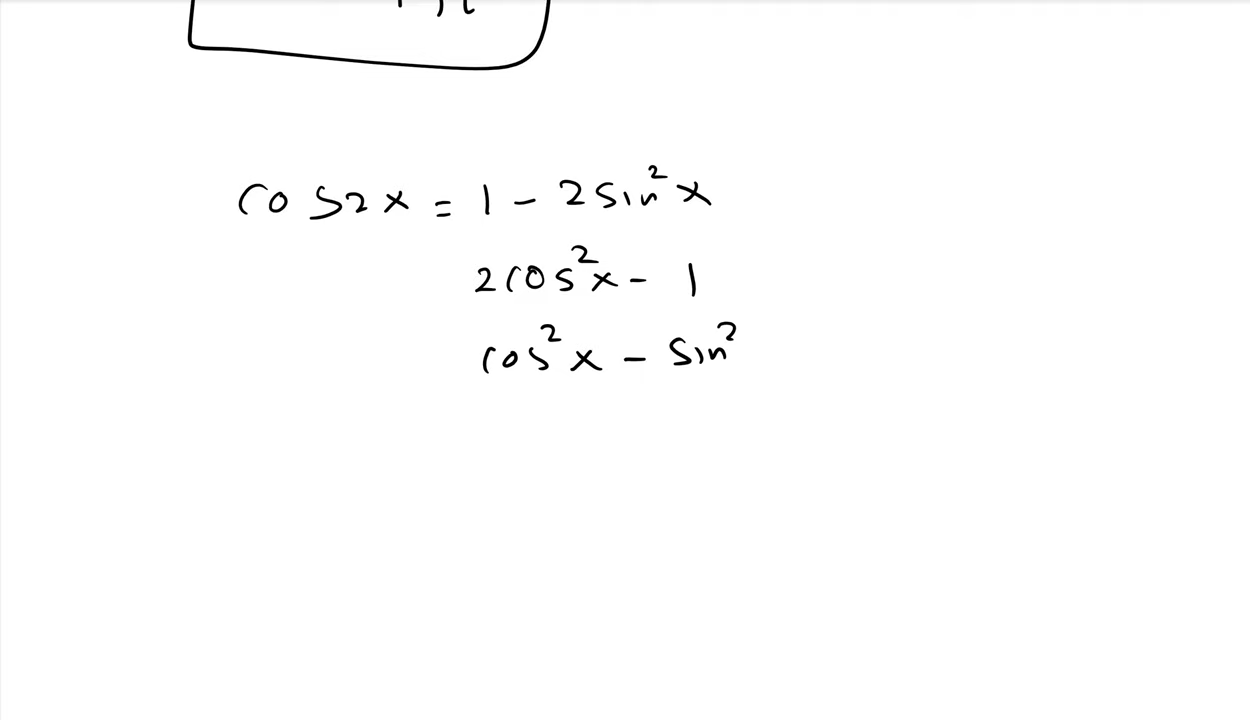 cos2x = 1 - 2sin²x
2cos²x - 1
cos²x - sin²